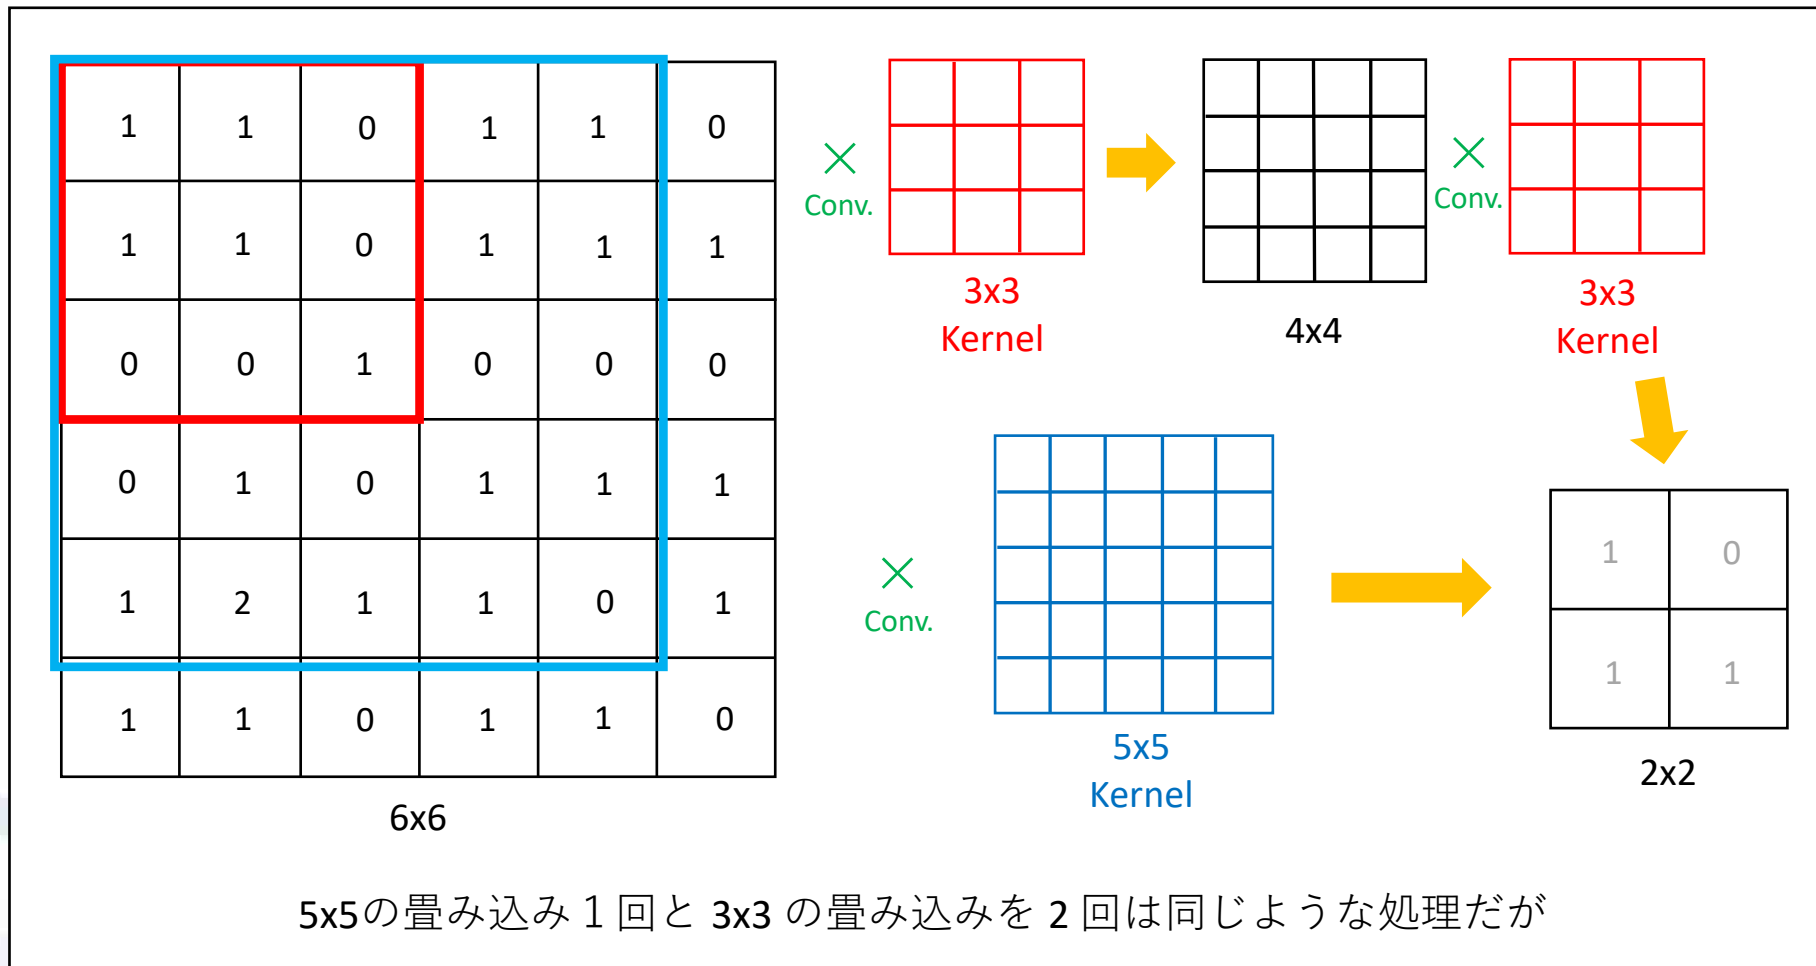 1 1 0 1 1 0
1 1 0 1 1 1
0 0 1 0 0 0
0 1 0 1 1 1
1 2 1 1 0 1
1 1 0 1 1 0
6x6
×
Conv.
3x3
Kernel
4x4
×
Conv.
3x3
Kernel
×
Conv.
5x5
Kernel
1 0
1 1
2x2
5x5の畳み込み１回と 3x3 の畳み込みを 2 回は同じような処理だが